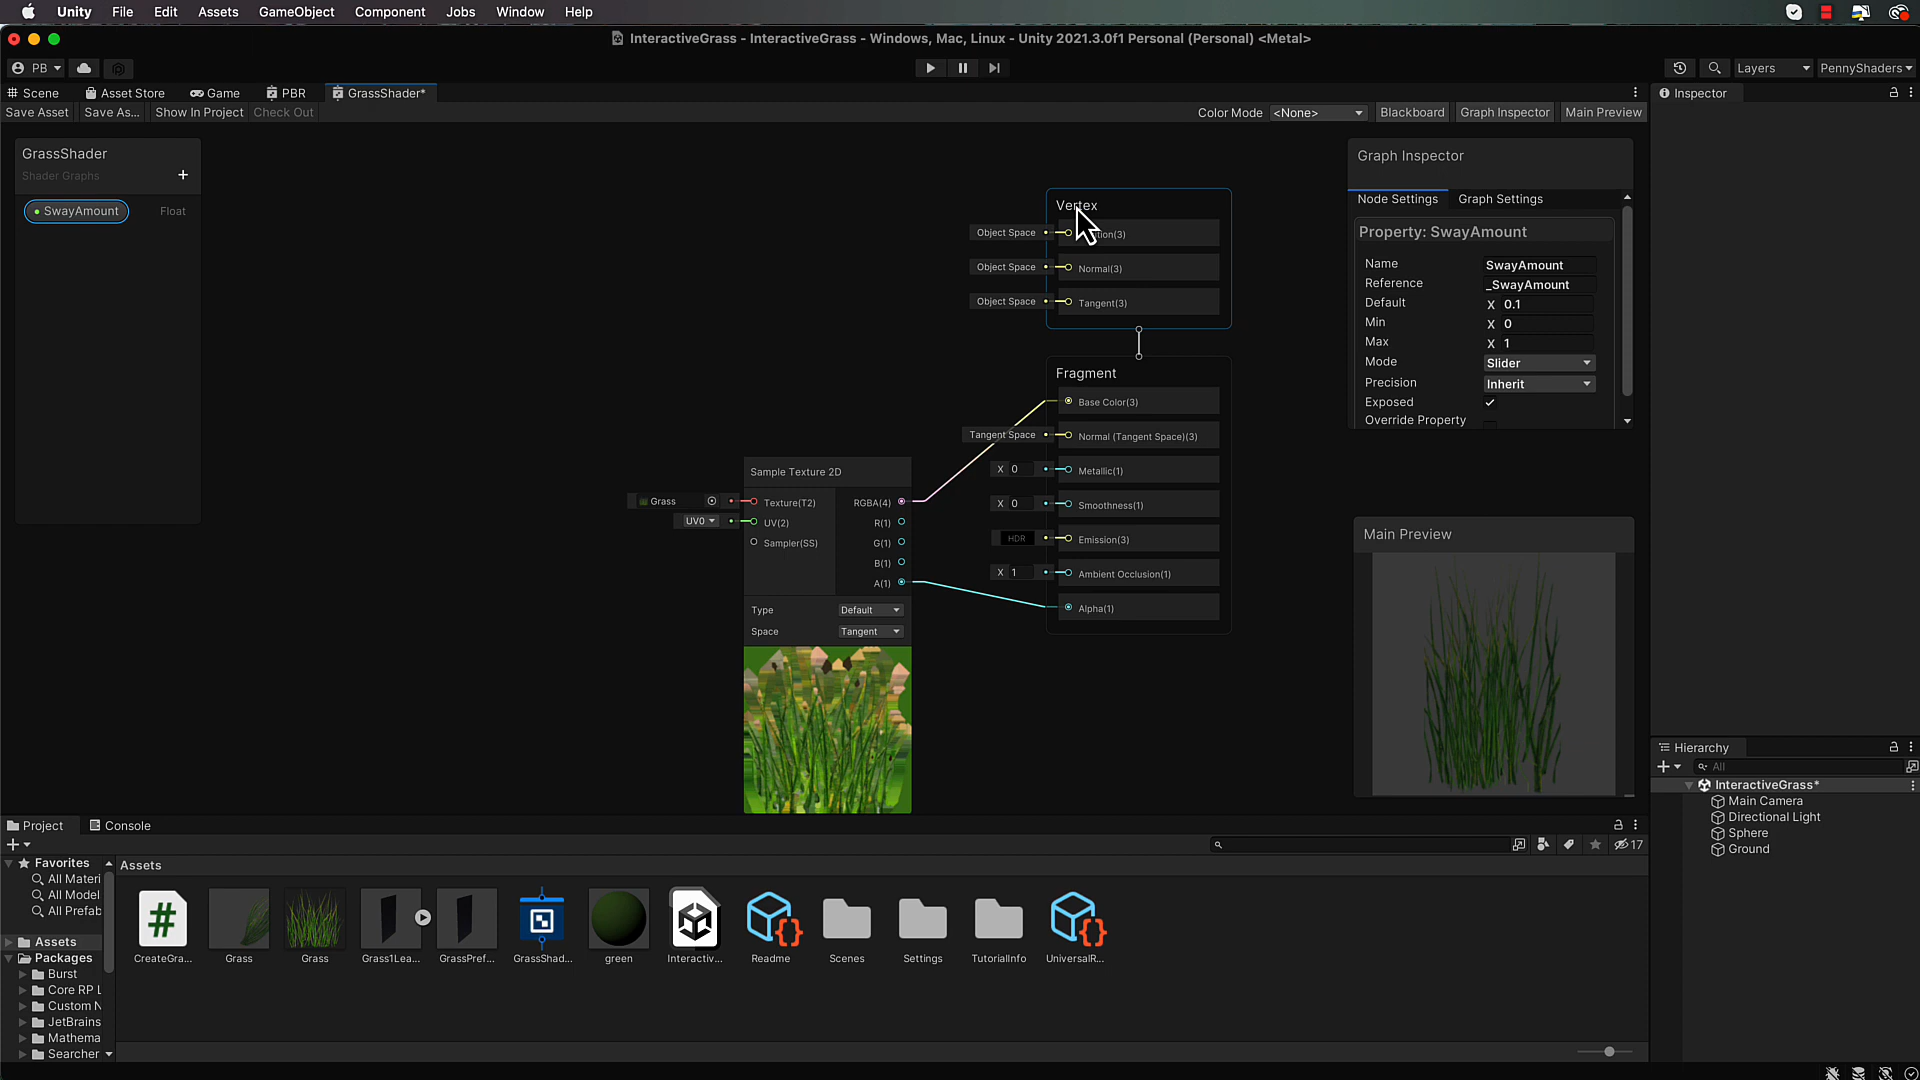 Unity File Edit Assets GameObject Component Jobs Window Help
InteractiveGrass - InteractiveGrass - Windows, Mac, Linux - Unity 2021.3.0f1 Personal (Personal) <Metal>
PB Layers PennyShaders
Scene Asset Store Game PBR GrassShader* Inspector
Save Asset Save As... Show In Project Check Out Color Mode <None> Blackboard Graph Inspector Main Preview
GrassShader
Shader Graphs
SwayAmount Float
Vertex
Object Space
Object Space Normal(3)
Object Space Tangent(3)
Fragment
Base Color(3)
Tangent Space Normal (Tangent Space)(3)
X 0 Metallic(1)
X 0 Smoothness(1)
HDR Emission(3)
X 1 Ambient Occlusion(1)
Alpha(1)
Sample Texture 2D
Grass Texture(T2) RGBA(4)
UV0 UV(2) R(1)
Sampler(SS) G(1)
B(1)
A(1)
Type Default
Space Tangent
Graph Inspector
Node Settings Graph Settings
Property: SwayAmount
Name SwayAmount
Reference _SwayAmount
Default X 0.1
Min X 0
Max X 1
Mode Slider
Precision Inherit
Exposed
Override Property
Main Preview
Hierarchy
All
InteractiveGrass*
Main Camera
Directional Light
Sphere
Ground
Project Console
17
Favorites
All Materi
All Model
All Prefab
Assets
Packages
Burst
Core RP L
Custom N
JetBrains
Mathema
Searcher
Assets
CreateGra... Grass Grass Grass1Lea... GrassPref... GrassShad... green Interactiv... Readme Scenes Settings TutorialInfo UniversalR...